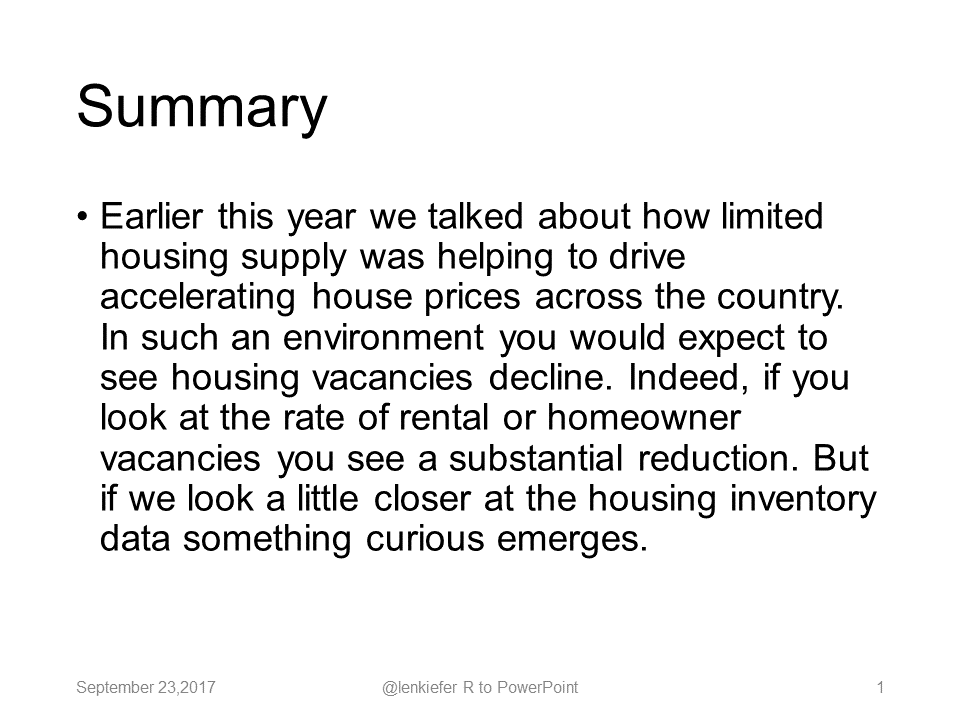 Summary
• Earlier this year we talked about how limited
housing supply was helping to drive
accelerating house prices across the country.
In such an environment you would expect to
see housing vacancies decline. Indeed, if you
look at the rate of rental or homeowner
vacancies you see a substantial reduction. But
if we look a little closer at the housing inventory
data something curious emerges.
September 23,2017 @lenkiefer R to PowerPoint 1